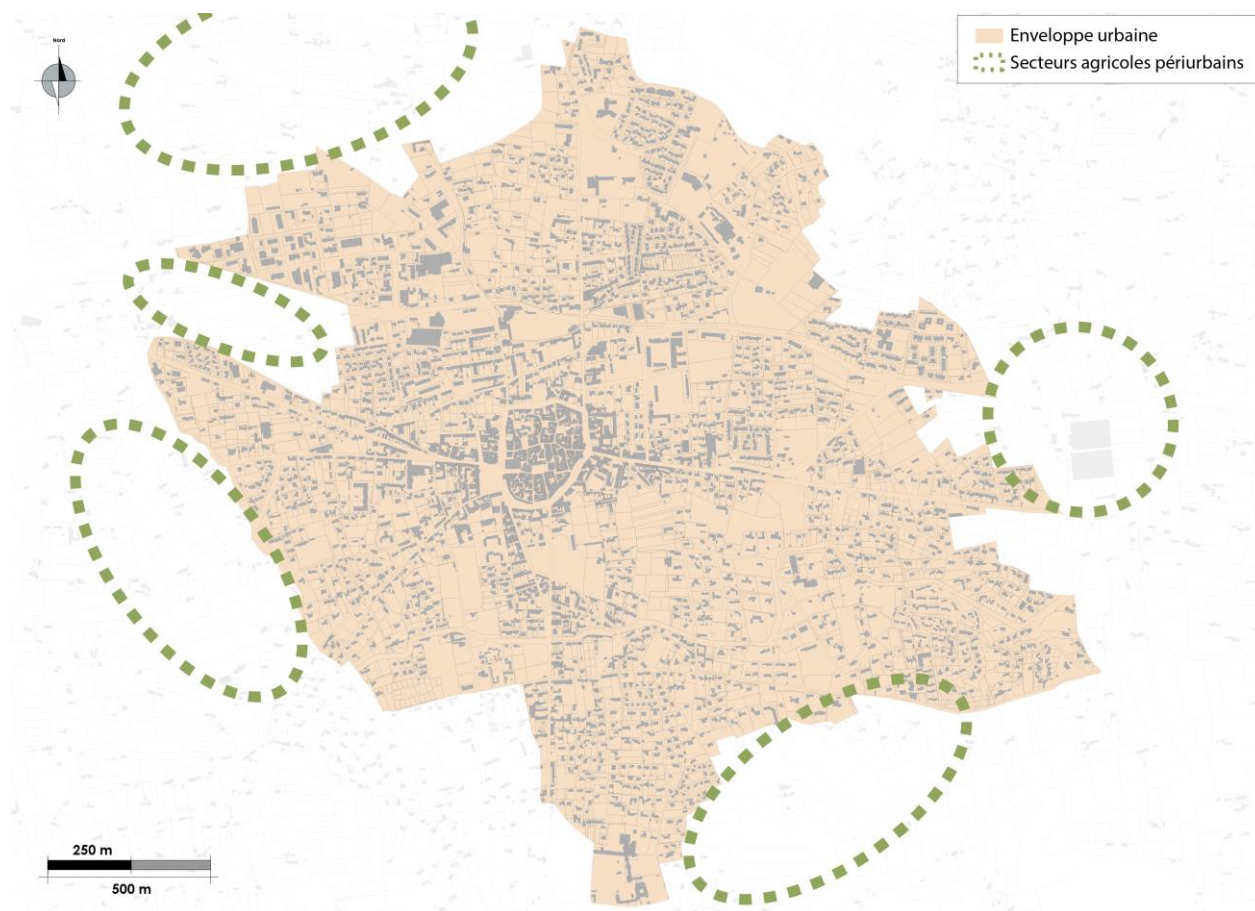 Nord
Enveloppe urbaine
Secteurs agricoles périurbains
250 m
500 m